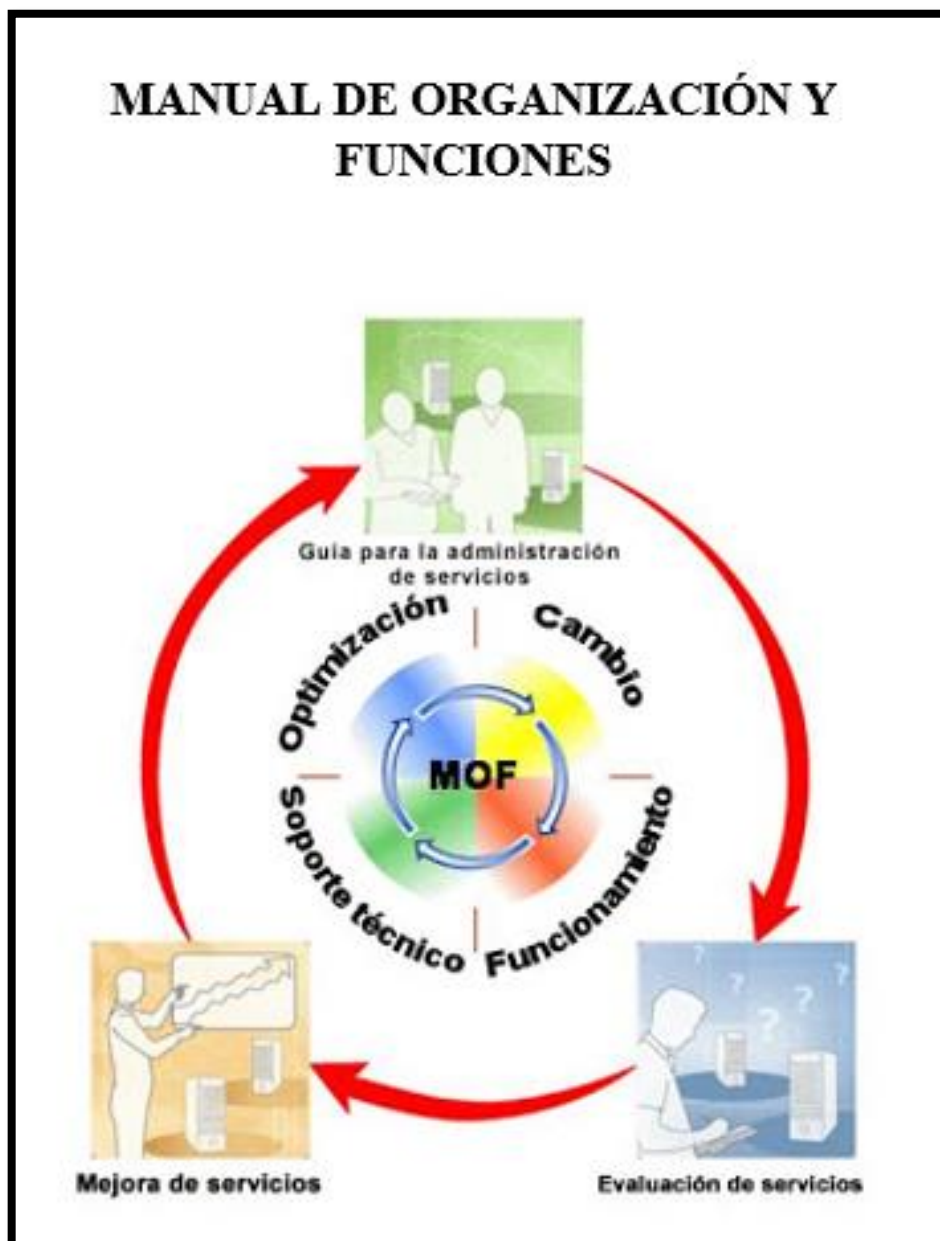 MANUAL DE ORGANIZACIÓN Y
FUNCIONES
Guia para la administración
de servicios
Optimización
Cambio
MOF
Soporte técnico
Funcionamiento
Mejora de servicios
Evaluación de servicios